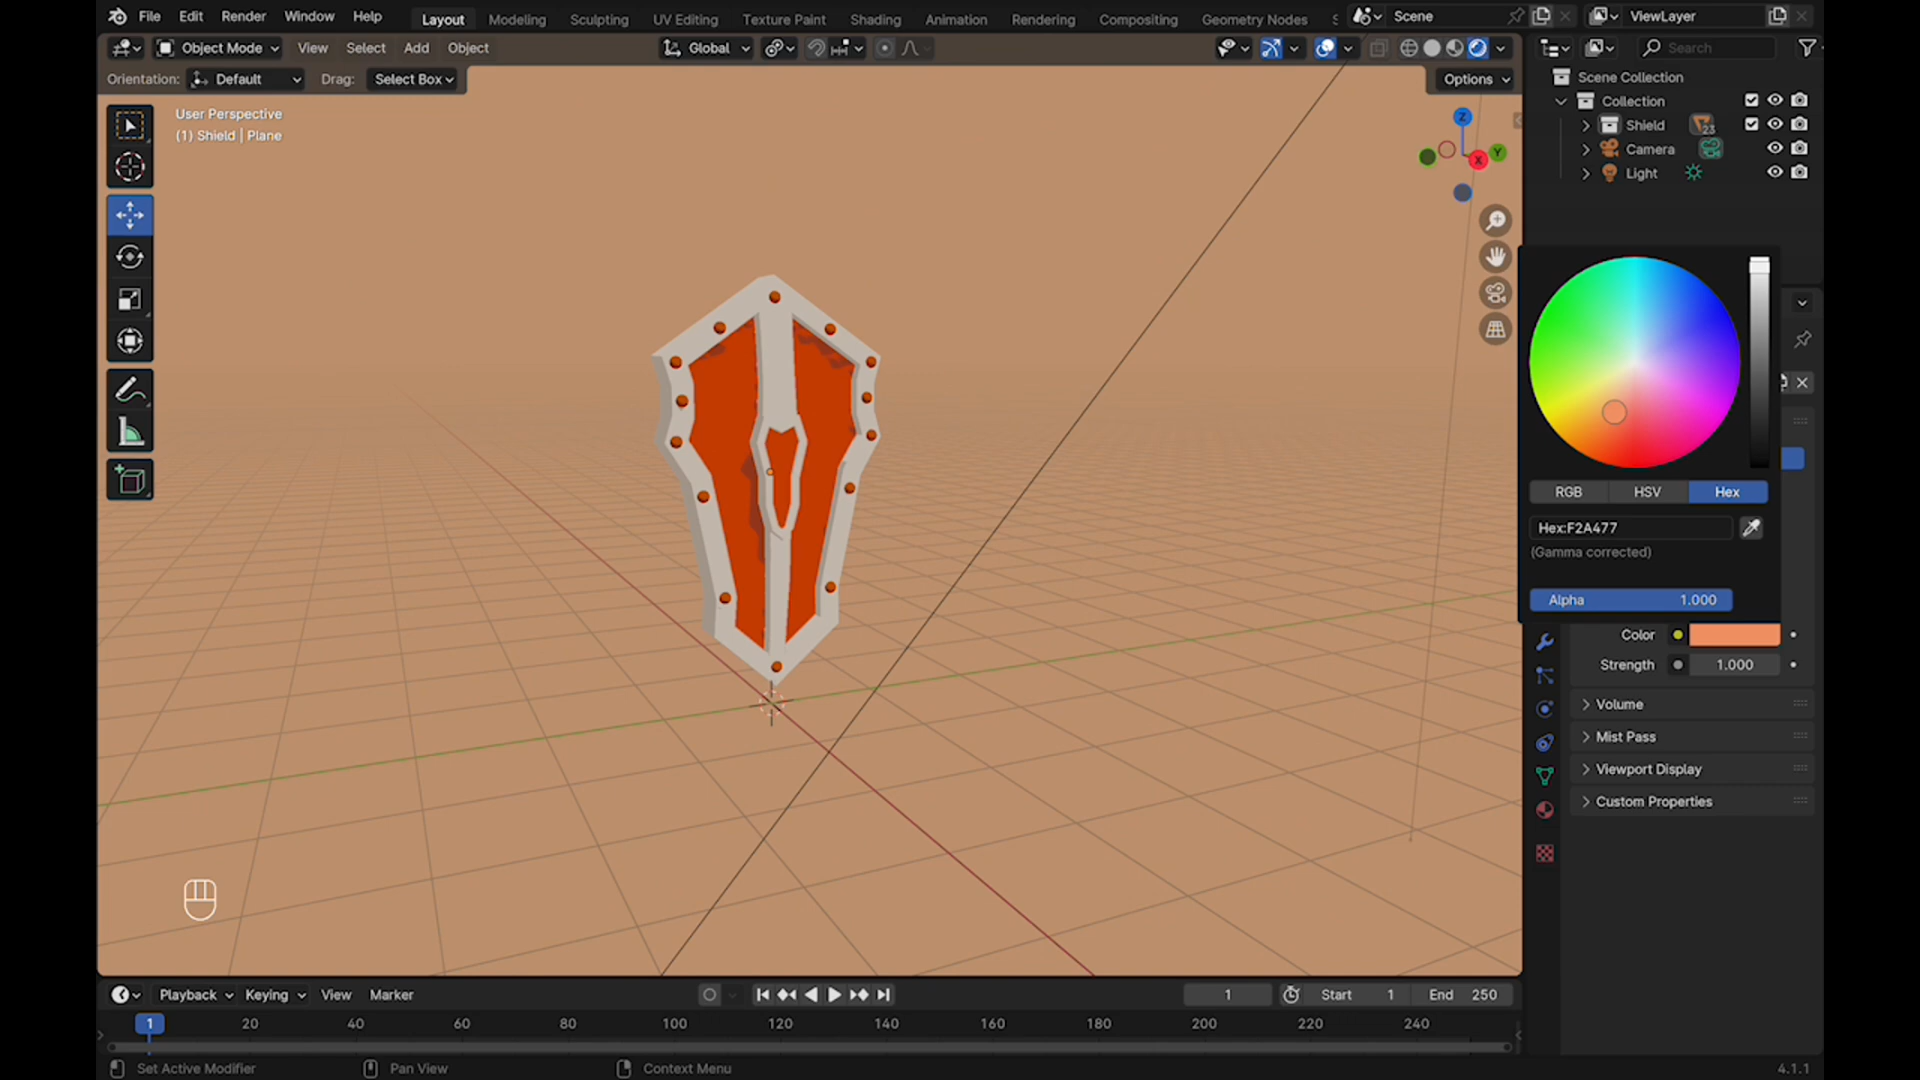 File Edit Render Window Help Layout Modeling Sculpting UV Editing Texture Paint Shading Animation Rendering Compositing Geometry Nodes Scene ViewLayer
Object Mode View Select Add Object Global Search
Orientation: Default Drag: Select Box Options
User Perspective
(1) Shield | Plane
Z
Y
X
Scene Collection
Collection
Shield 23
Camera
Light
RGB HSV Hex
Hex:F2A477
(Gamma corrected)
Alpha 1.000
Color
Strength 1.000
Volume
Mist Pass
Viewport Display
Custom Properties
Playback Keying View Marker 1 Start 1 End 250
1 20 40 60 80 100 120 140 160 180 200 220 240
Set Active Modifier Pan View Context Menu 4.1.1